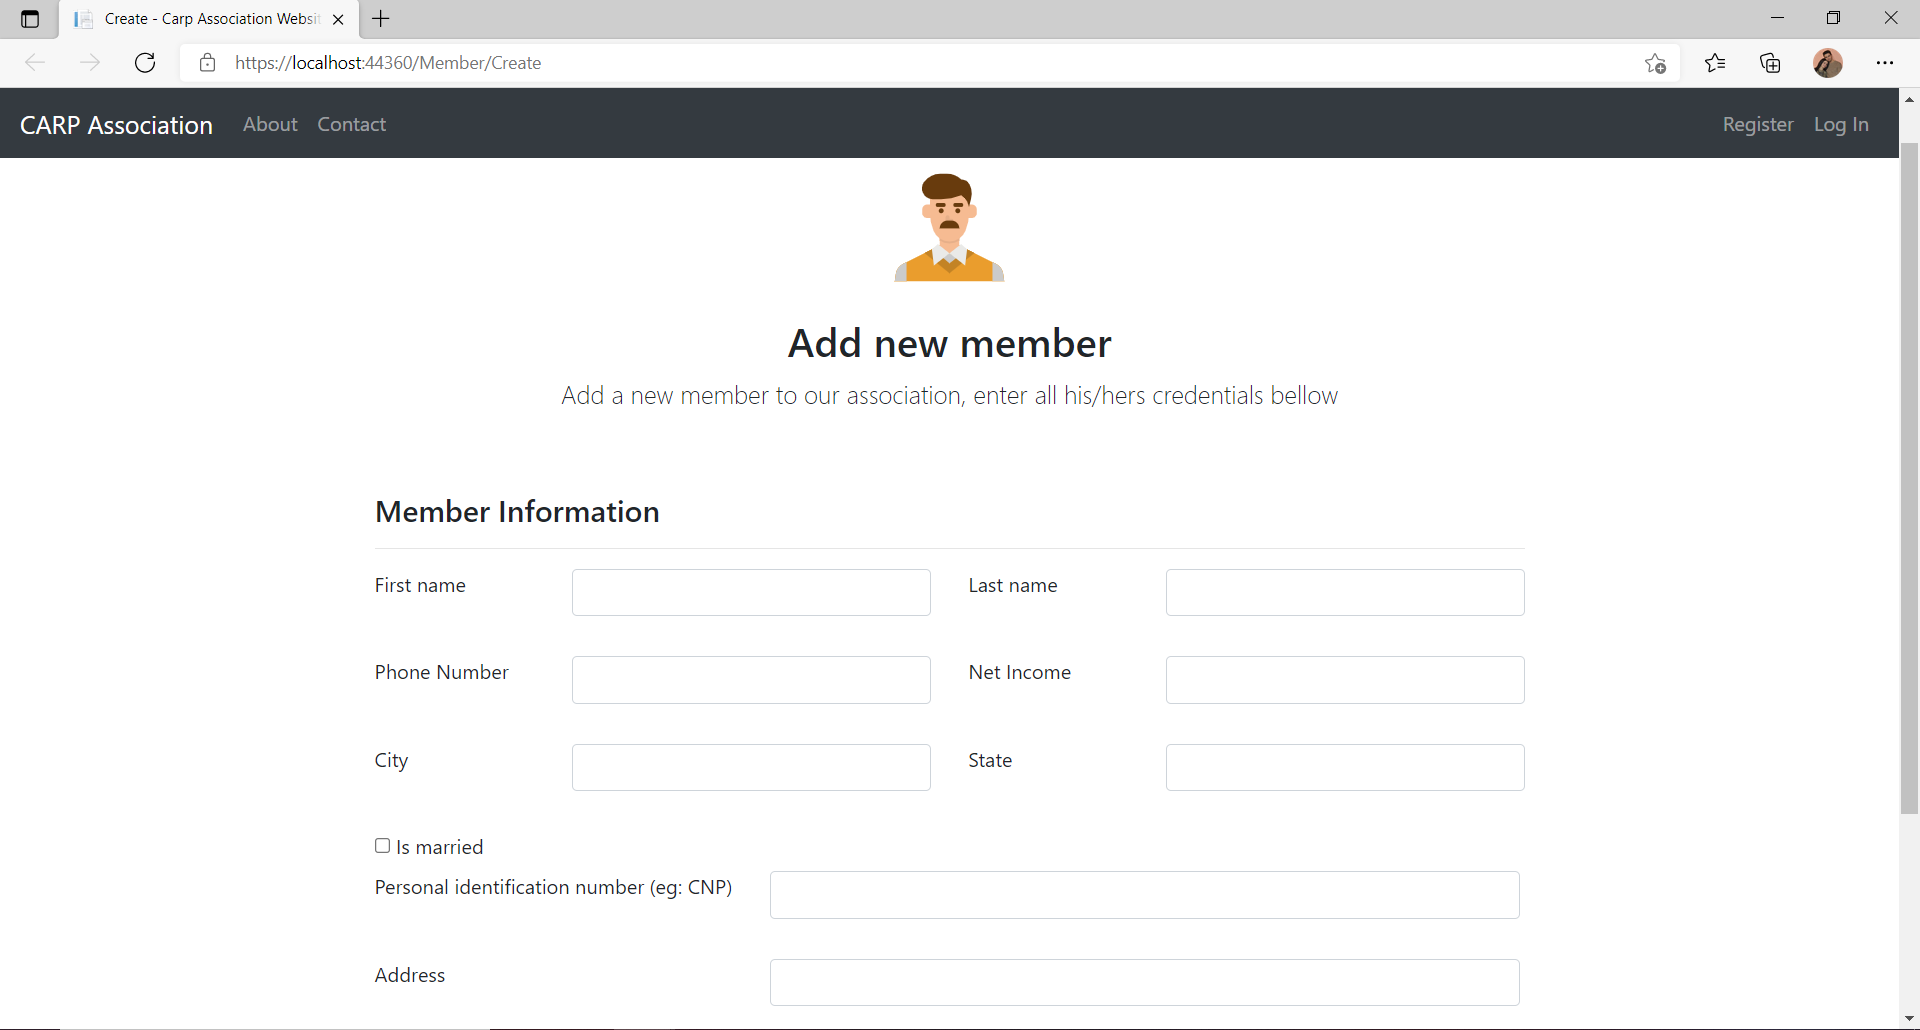 Create - Carp Association Websit
https://localhost:44360/Member/Create
CARP Association About Contact Register Log In
Add new member
Add a new member to our association, enter all his/hers credentials bellow
Member Information
First name Last name
Phone Number Net Income
City State
Is married
Personal identification number (eg: CNP)
Address